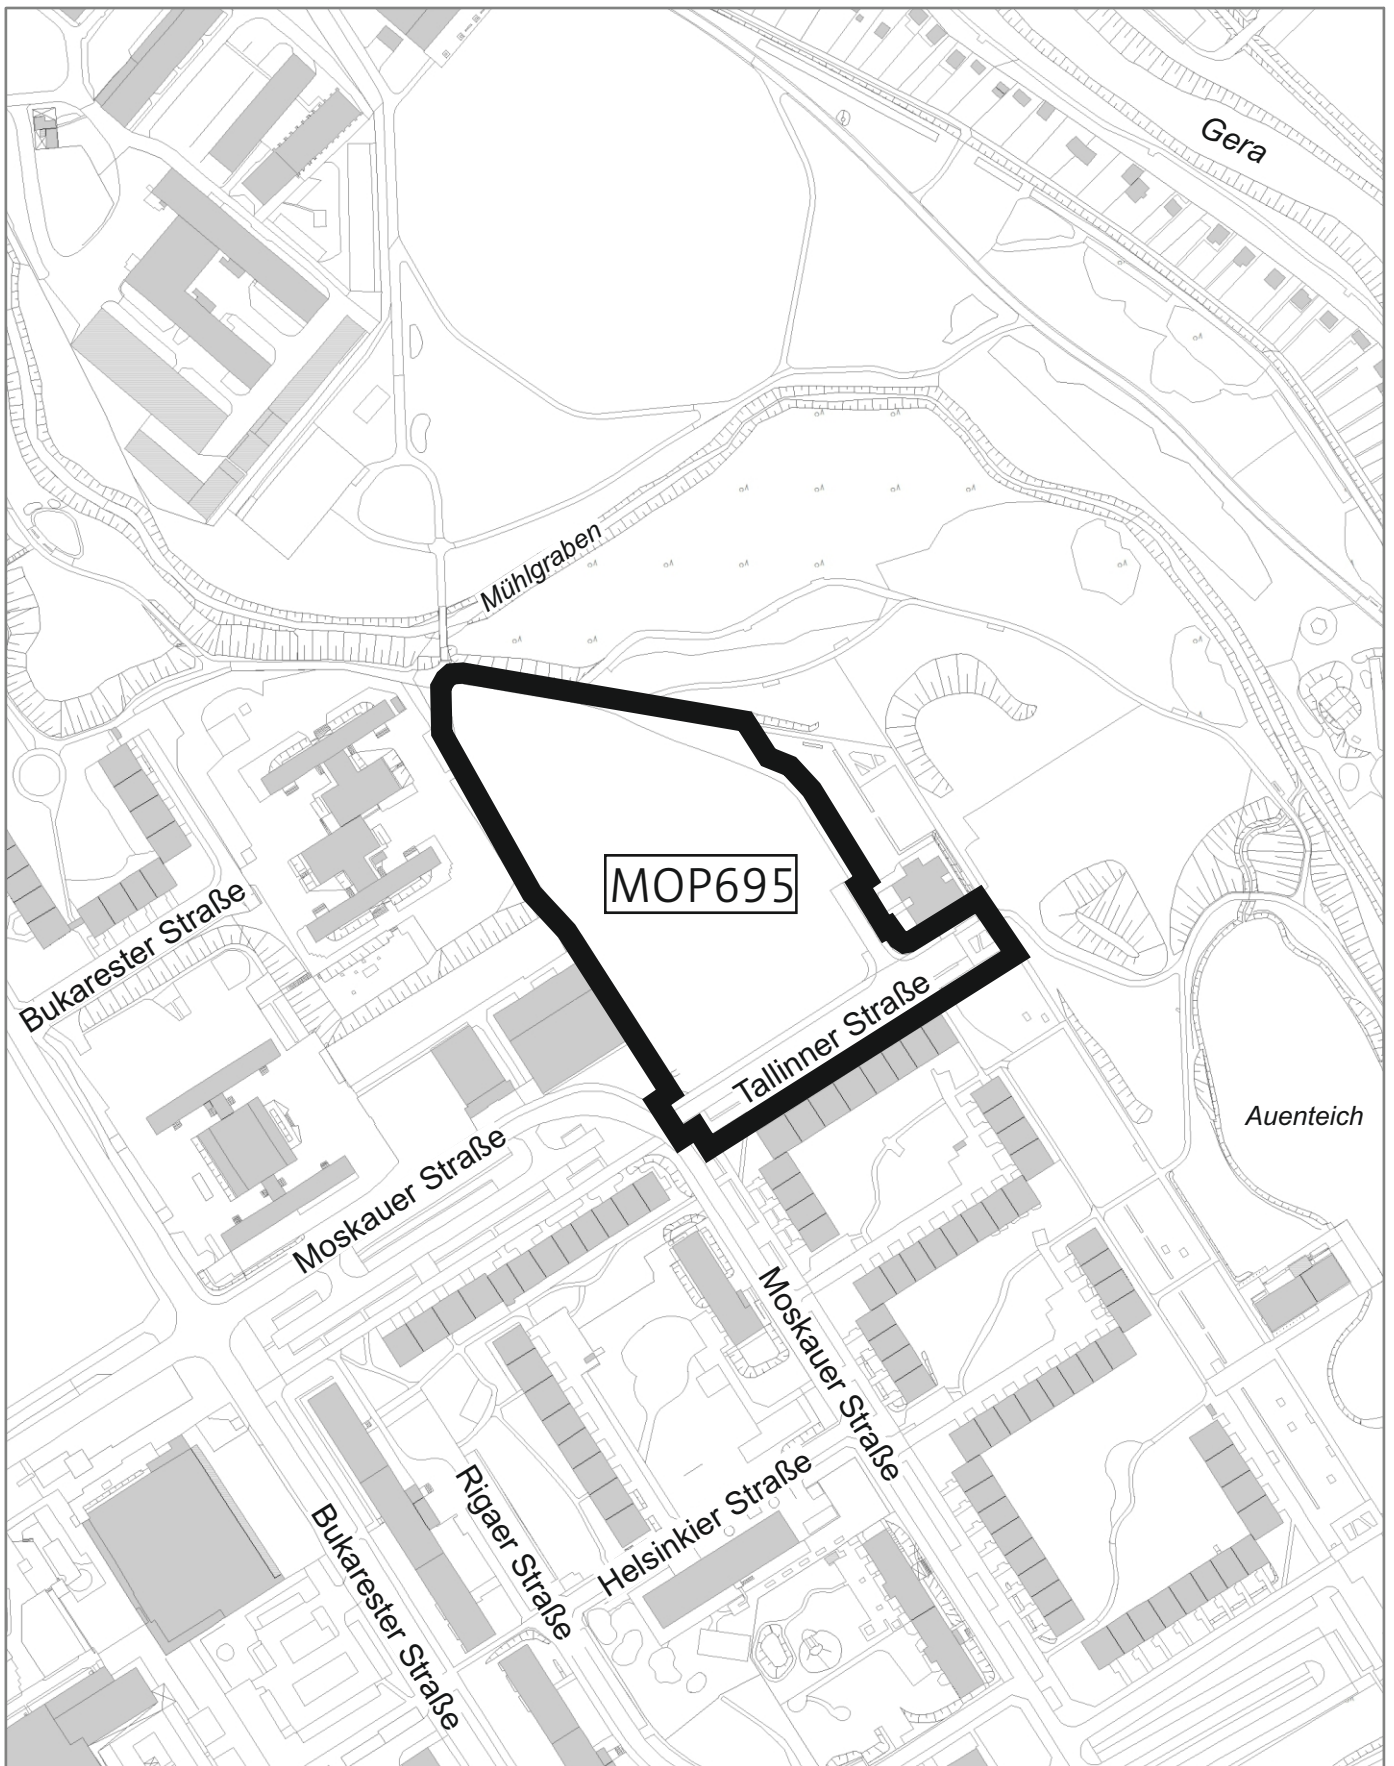 Gera
Mühlgraben
MOP695
Bukarester Straße
Tallinner Straße
Auenteich
Moskauer Straße
Moskauer Straße
Rigaer Straße
Helsinkier Straße
Bukarester Straße